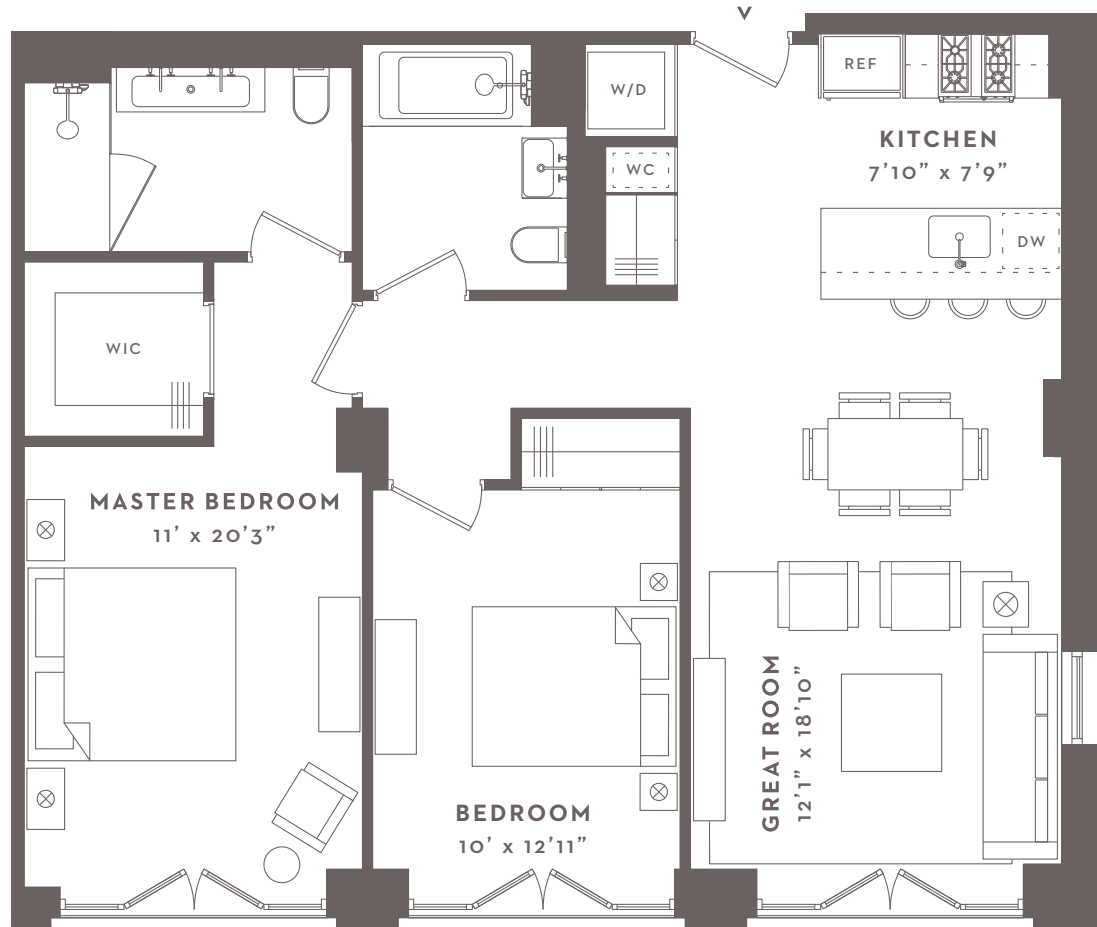 REF
W/D
KITCHEN
7'10" x 7'9"
WC
DW
WIC
MASTER BEDROOM
11' x 20'3"
GREAT ROOM
12'1" x 18'10"
BEDROOM
10' x 12'11"